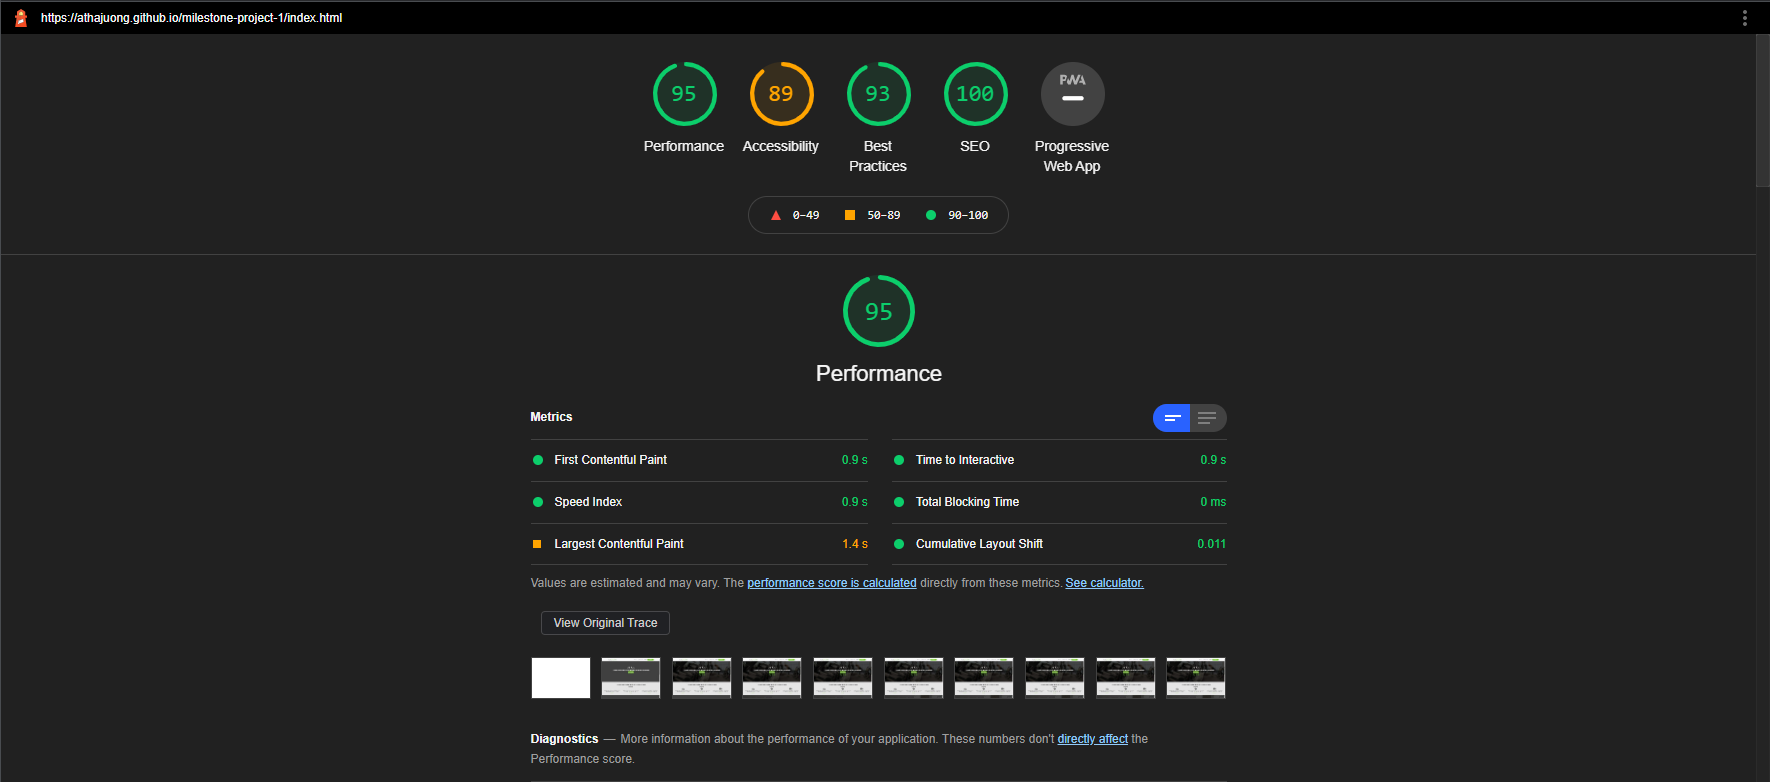 https://athajuong.github.io/milestone-project-1/index.html
95
89
93
100
PWA
Performance
Accessibility
Best
Practices
SEO
Progressive
Web App
0–49
50–89
90–100
95
Performance
Metrics
First Contentful Paint 0.9 s
Time to Interactive 0.9 s
Speed Index 0.9 s
Total Blocking Time 0 ms
Largest Contentful Paint 1.4 s
Cumulative Layout Shift 0.011
Values are estimated and may vary. The performance score is calculated directly from these metrics. See calculator.
View Original Trace
Diagnostics — More information about the performance of your application. These numbers don't directly affect the
Performance score.